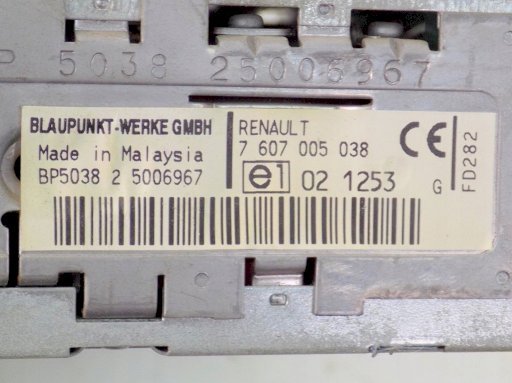 P 5038 25006967
BLAUPUNKT-WERKE GMBH
Made in Malaysia
BP5038 2 5006967
RENAULT
7 607 005 038
e1 02 1253 G
CE
FD282